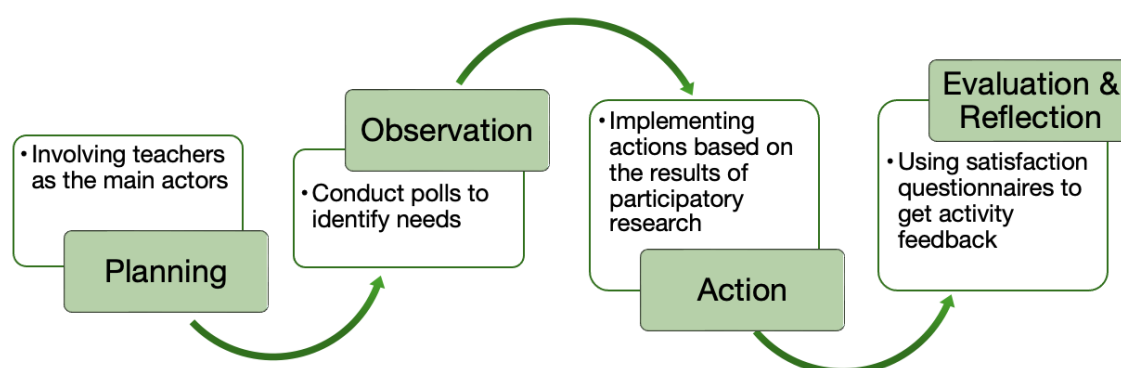 • Involving teachers
as the main actors
Planning
Observation
• Conduct polls to
identify needs
• Implementing
actions based on
the results of
participatory
research
Action
Evaluation &
Reflection
• Using satisfaction
questionnaires to
get activity
feedback